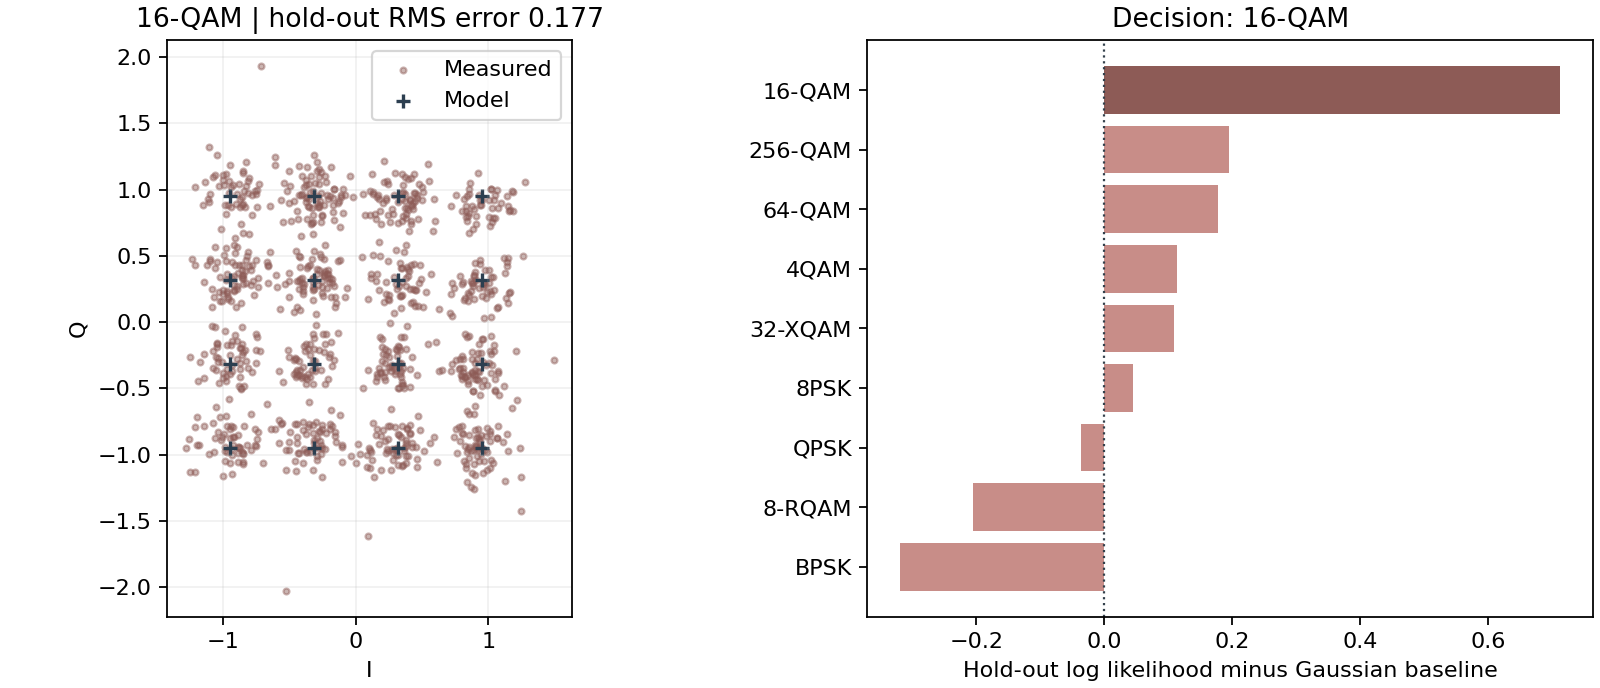 16-QAM | hold-out RMS error 0.177
Measured
Model
2.0
1.5
1.0
0.5
0.0
−0.5
−1.0
−1.5
−2.0
Q
−1
0
1
I
Decision: 16-QAM
16-QAM
256-QAM
64-QAM
4QAM
32-XQAM
8PSK
QPSK
8-RQAM
BPSK
−0.2
0.0
0.2
0.4
0.6
Hold-out log likelihood minus Gaussian baseline